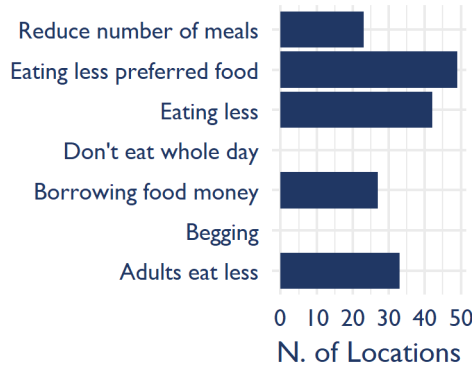 Reduce number of meals
Eating less preferred food
Eating less
Don't eat whole day
Borrowing food money
Begging
Adults eat less
0 10 20 30 40 50
N. of Locations